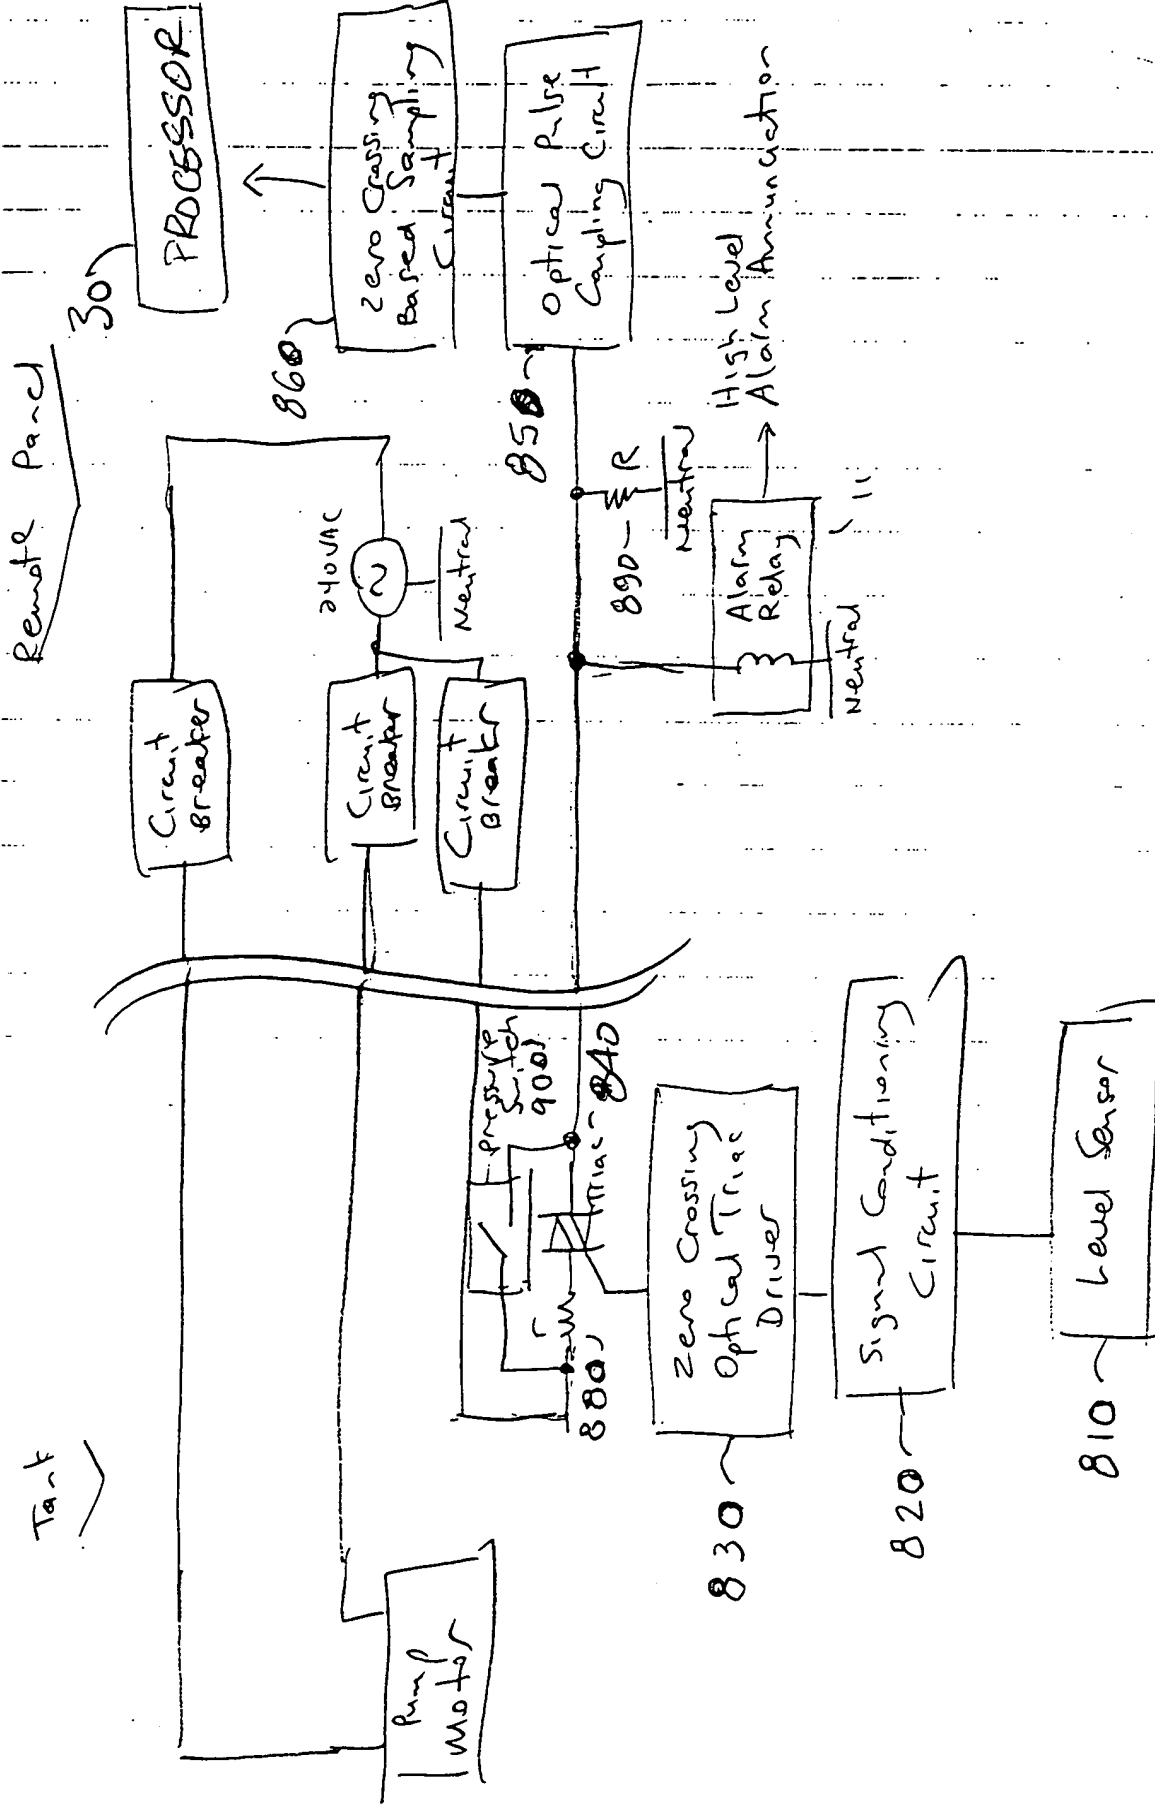 Tank
Remote Panel
30
PROCESSOR
Circuit
Breaker
860
Zero Crossing
Based Sampling
Circuit
240VAC
Neutral
Circuit
Breaker
Circuit
Breaker
Pump
Motor
Pressure
Switch
900
850
Optical Pulse
Coupling Circuit
880
r
Triac
840
890
R
Neutral
830
Zero Crossing
Optical Triac
Driver
Alarm
Relay
11
Neutral
High Level
Alarm Annunciation
820
Signal Conditioning
Circuit
810
Level Sensor